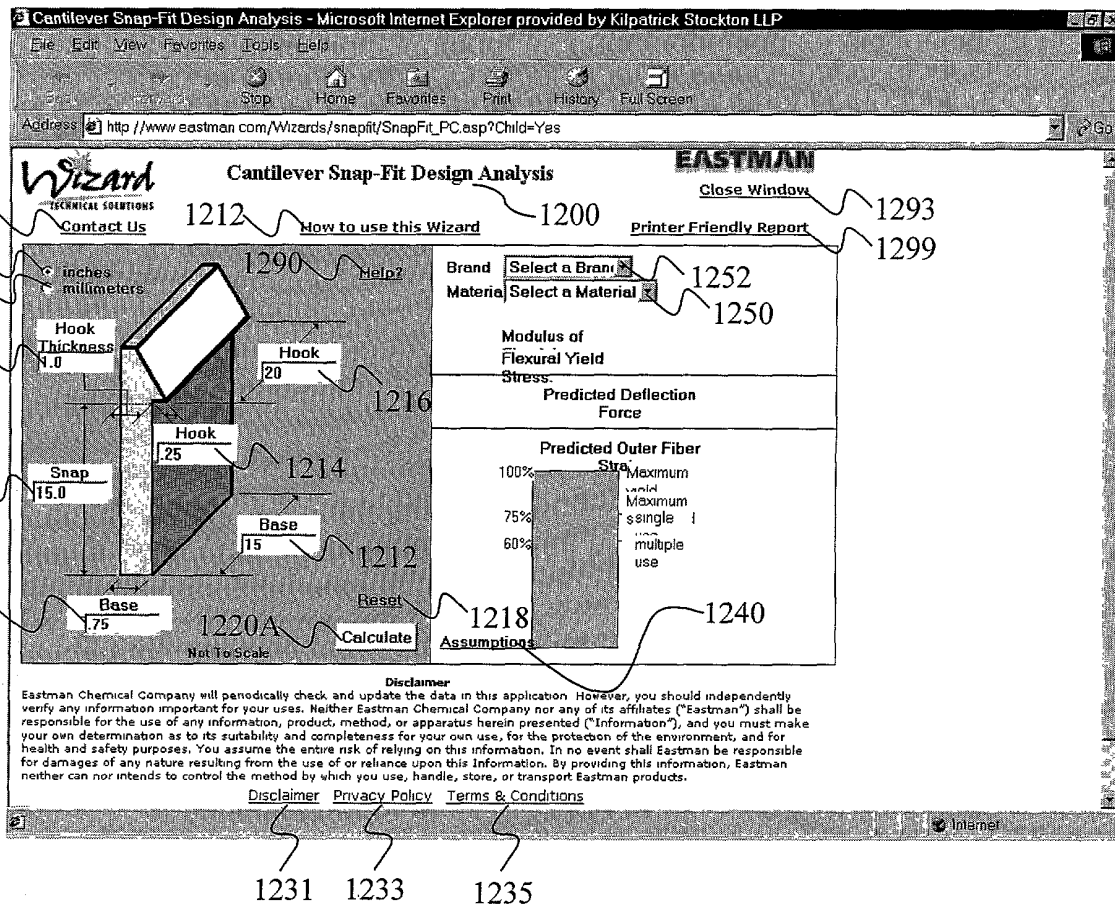 Cantilever Snap-Fit Design Analysis - Microsoft Internet Explorer provided by Kilpatrick Stockton LLP
File Edit View Favorites Tools Help
Stop Home Favorites Print History Full Screen
Address http://www.eastman.com/Wizards/snapfit/SnapFit_PC.asp?Child=Yes Go
Wizard
TECHNICAL SOLUTIONS
Cantilever Snap-Fit Design Analysis
EASTMAN
Close Window
1200
1293
Contact Us
1212
How to use this Wizard
Printer Friendly Report
1299
inches
millimeters
1290
Help?
Brand Select a Bran
1252
Materia Select a Material
1250
Hook
Thickness
1.0
Hook
20
1216
Modulus of
Flexural Yield
Stress.
Predicted Deflection
Force
Hook
.25
1214
Snap
15.0
Base
15
1212
Predicted Outer Fiber
100%
75%
60%
Maximum
Maximum
single
multiple
use
Base
.75
Reset
1218
1240
1220A
Calculate
Assumptions
Not To Scale
Disclaimer
Eastman Chemical Company will periodically check and update the data in this application. However, you should independently
verify any information important for your uses. Neither Eastman Chemical Company nor any of its affiliates ("Eastman") shall be
responsible for the use of any information, product, method, or apparatus herein presented ("Information"), and you must make
your own determination as to its suitability and completeness for your own use, for the protection of the environment, and for
health and safety purposes. You assume the entire risk of relying on this information. In no event shall Eastman be responsible
for damages of any nature resulting from the use of or reliance upon this Information. By providing this information, Eastman
neither can nor intends to control the method by which you use, handle, store, or transport Eastman products.
Disclaimer Privacy Policy Terms & Conditions
Internet
1231 1233 1235